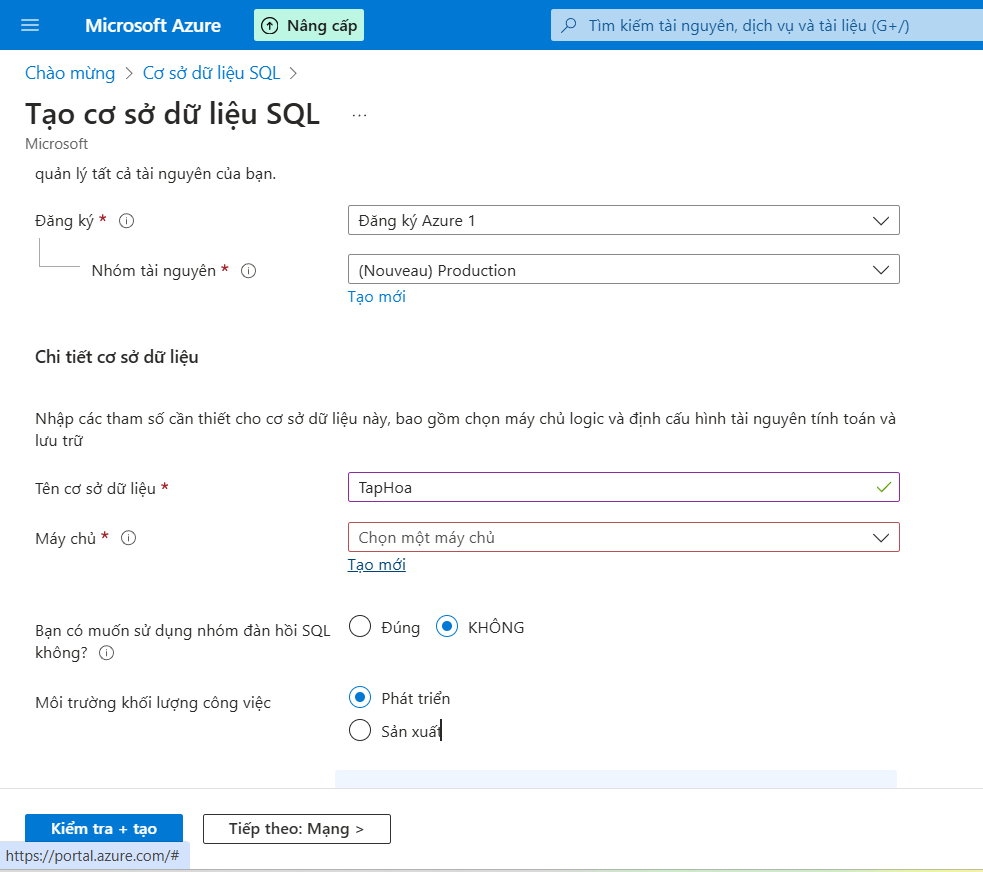 Microsoft Azure
Nâng cấp
Tìm kiếm tài nguyên, dịch vụ và tài liệu (G+/)
Chào mừng > Cơ sở dữ liệu SQL >
Tạo cơ sở dữ liệu SQL ...
Microsoft
quản lý tất cả tài nguyên của bạn.
Đăng ký *
Đăng ký Azure 1
Nhóm tài nguyên *
(Nouveau) Production
Tạo mới
Chi tiết cơ sở dữ liệu
Nhập các tham số cần thiết cho cơ sở dữ liệu này, bao gồm chọn máy chủ logic và định cấu hình tài nguyên tính toán và
lưu trữ
Tên cơ sở dữ liệu *
TapHoa
Máy chủ *
Chọn một máy chủ
Tạo mới
Bạn có muốn sử dụng nhóm đàn hồi SQL
không?
Đúng
KHÔNG
Môi trường khối lượng công việc
Phát triển
Sản xuất
Kiểm tra + tạo
Tiếp theo: Mạng >
https://portal.azure.com/#